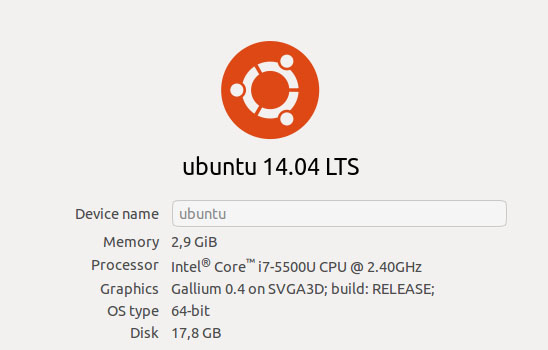 ubuntu 14.04 LTS
Device name ubuntu
Memory 2,9 GiB
Processor Intel® Core™ i7-5500U CPU @ 2.40GHz
Graphics Gallium 0.4 on SVGA3D; build: RELEASE;
OS type 64-bit
Disk 17,8 GB